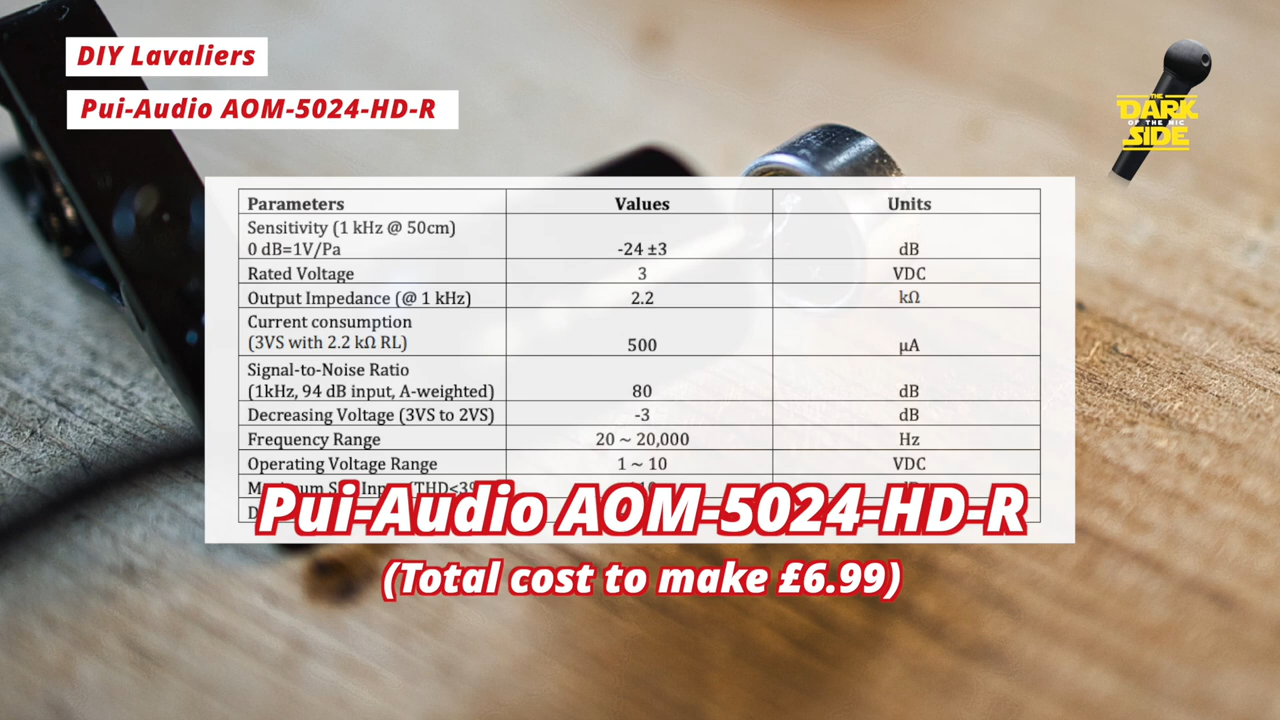 DIY Lavaliers
Pui-Audio AOM-5024-HD-R
THE
DARK
OF THE MIC
SIDE
Parameters Values Units
Sensitivity (1 kHz @ 50cm)
0 dB=1V/Pa -24 ±3 dB
Rated Voltage 3 VDC
Output Impedance (@ 1 kHz) 2.2 kΩ
Current consumption
(3VS with 2.2 kΩ RL) 500 μA
Signal-to-Noise Ratio
(1kHz, 94 dB input, A-weighted) 80 dB
Decreasing Voltage (3VS to 2VS) -3 dB
Frequency Range 20 ~ 20,000 Hz
Operating Voltage Range 1 ~ 10 VDC
Pui-Audio AOM-5024-HD-R
(Total cost to make £6.99)